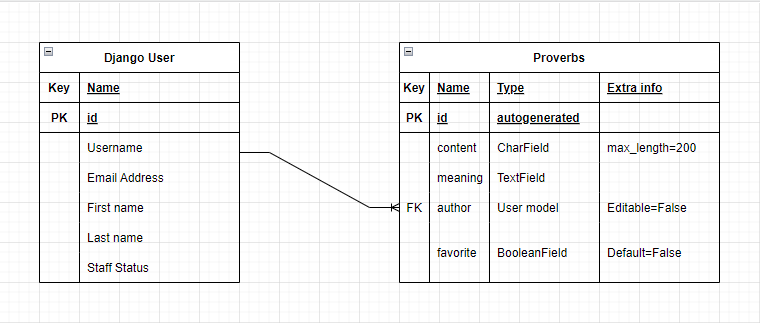 Django User
Key Name
PK id
Username
Email Address
First name
Last name
Staff Status
Proverbs
Key Name Type Extra info
PK id autogenerated
content CharField max_length=200
meaning TextField
FK author User model Editable=False
favorite BooleanField Default=False